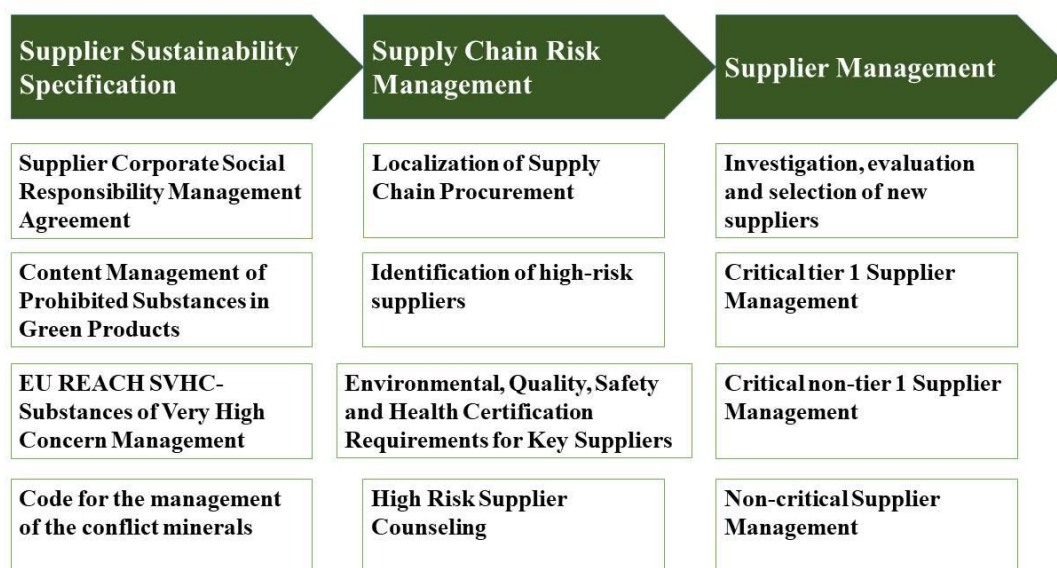 Supplier Sustainability
Specification
Supply Chain Risk
Management
Supplier Management
Supplier Corporate Social
Responsibility Management
Agreement
Localization of Supply
Chain Procurement
Investigation, evaluation
and selection of new
suppliers
Content Management of
Prohibited Substances in
Green Products
Identification of high-risk
suppliers
Critical tier 1 Supplier
Management
EU REACH SVHC-
Substances of Very High
Concern Management
Environmental, Quality, Safety
and Health Certification
Requirements for Key Suppliers
Critical non-tier 1 Supplier
Management
Code for the management
of the conflict minerals
High Risk Supplier
Counseling
Non-critical Supplier
Management